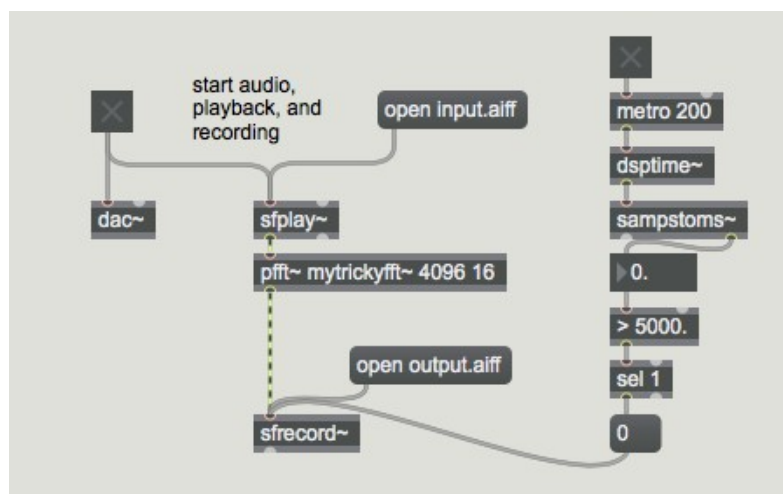 start audio,
playback, and
recording
open input.aiff
metro 200
dsptime~
dac~
sfplay~
sampstoms~
pfft~ mytrickyfft~ 4096 16
0.
> 5000.
open output.aiff
sel 1
sfrecord~
0